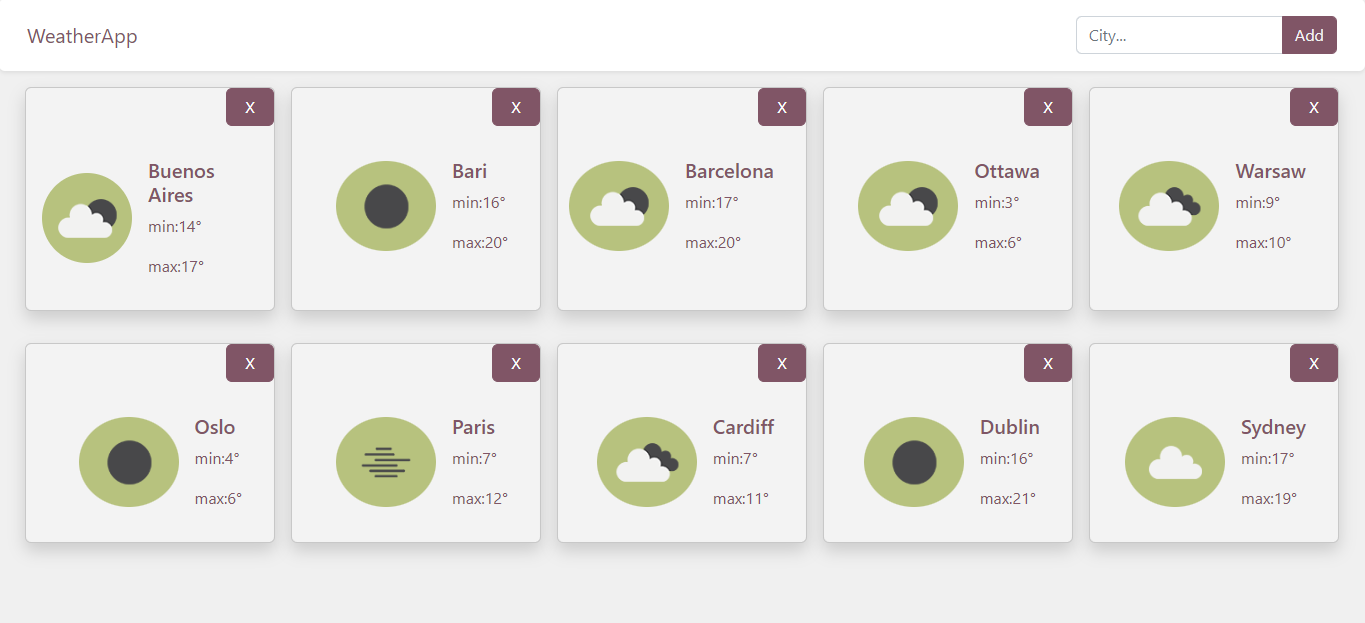 WeatherApp
City...
Add
X
Buenos
Aires
min:14°
max:17°
X
Bari
min:16°
max:20°
X
Barcelona
min:17°
max:20°
X
Ottawa
min:3°
max:6°
X
Warsaw
min:9°
max:10°
X
Oslo
min:4°
max:6°
X
Paris
min:7°
max:12°
X
Cardiff
min:7°
max:11°
X
Dublin
min:16°
max:21°
X
Sydney
min:17°
max:19°